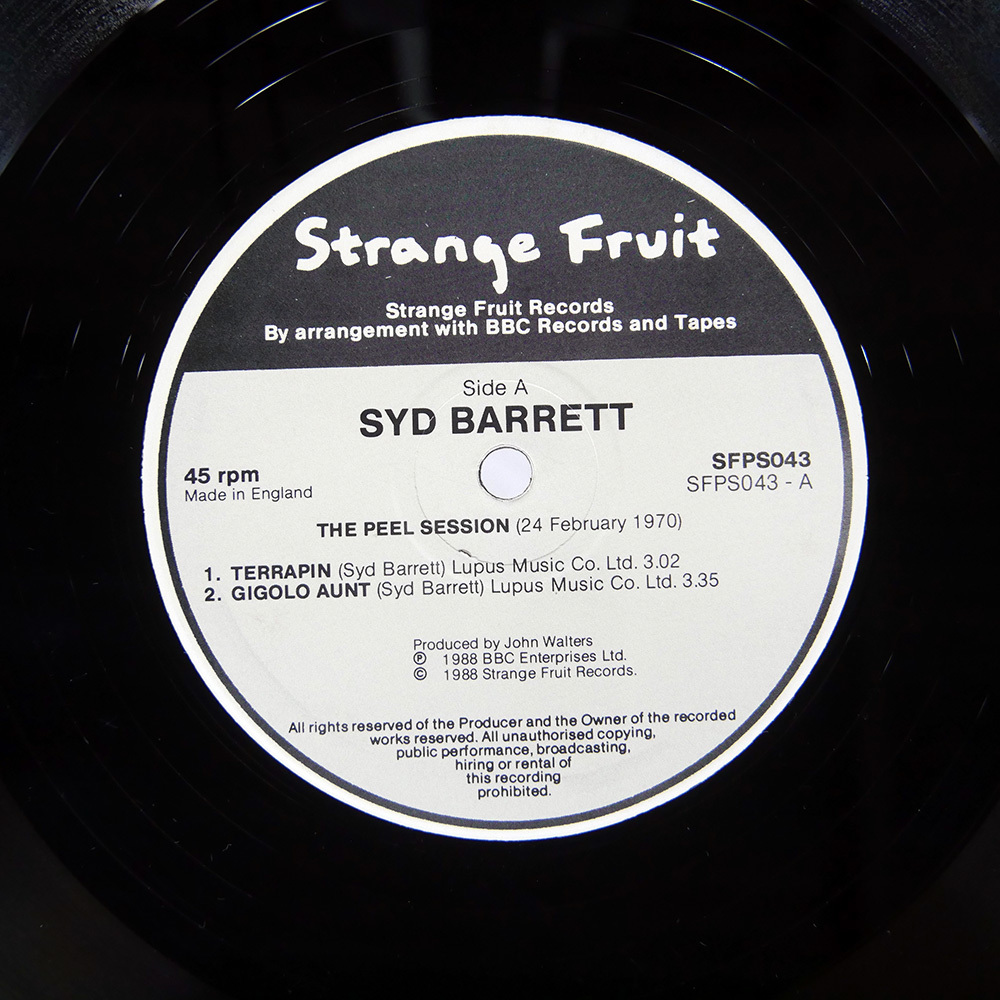 Strange Fruit
Strange Fruit Records
By arrangement with BBC Records and Tapes
Side A
SYD BARRETT
45 rpm
Made in England
SFPS043
SFPS043 - A
THE PEEL SESSION (24 February 1970)
1. TERRAPIN (Syd Barrett) Lupus Music Co. Ltd. 3.02
2. GIGOLO AUNT (Syd Barrett) Lupus Music Co. Ltd. 3.35
Produced by John Walters
℗ 1988 BBC Enterprises Ltd.
© 1988 Strange Fruit Records.
All rights reserved of the Producer and the Owner of the recorded
works reserved. All unauthorised copying,
public performance, broadcasting,
hiring or rental of
this recording
prohibited.